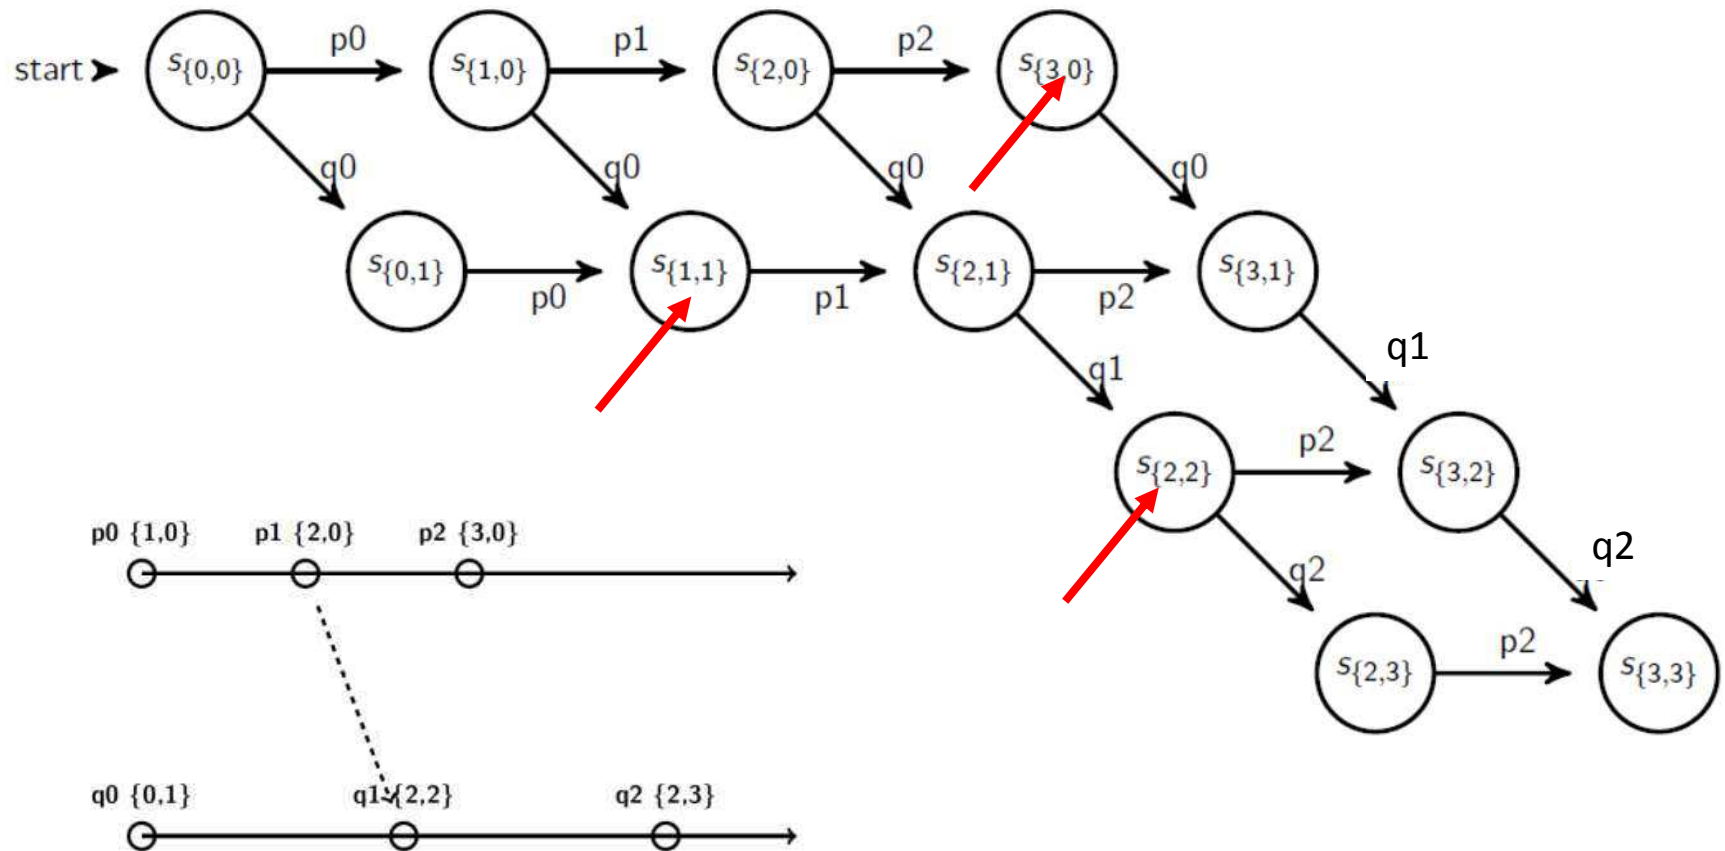 p0 p1 p2
start S{0,0} S{1,0} S{2,0} S{3,0}
q0 q0 q0 q0
S{0,1} S{1,1} S{2,1} S{3,1}
p0 p1 p2
q1 q1
p2
S{2,2} S{3,2}
p0 {1,0} p1 {2,0} p2 {3,0}
q2 q2
p2
S{2,3} S{3,3}
q0 {0,1} q1 {2,2} q2 {2,3}